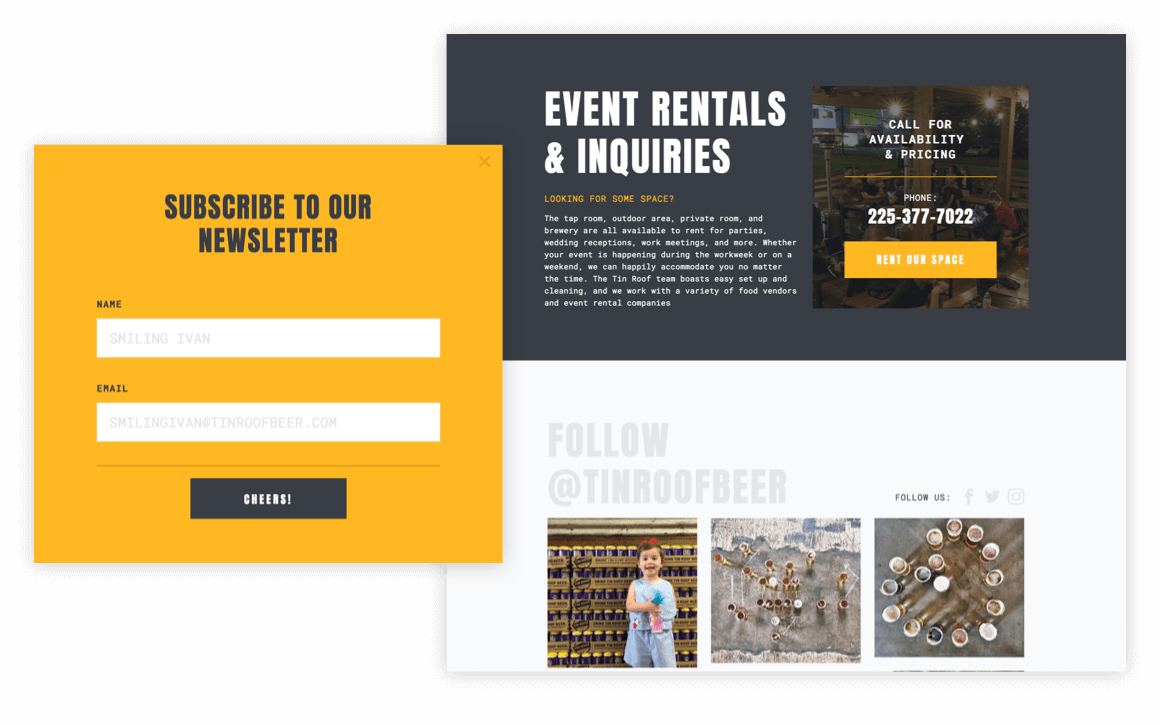 SUBSCRIBE TO OUR
NEWSLETTER
NAME
SMILING IVAN
EMAIL
SMILINGIVAN@TINROOFBEER.COM
CHEERS!
EVENT RENTALS
& INQUIRIES
LOOKING FOR SOME SPACE?
The tap room, outdoor area, private room, and
brewery are all available to rent for parties,
wedding receptions, work meetings, and more. Whether
your event is happening during the workweek or on a
weekend, we can happily accommodate you no matter
the time. The Tin Roof team boasts easy set up and
cleaning, and we work with a variety of food vendors
and event rental companies
CALL FOR
AVAILABILITY
& PRICING
PHONE:
225-377-7022
RENT OUR SPACE
FOLLOW
@TINROOFBEER
FOLLOW US: